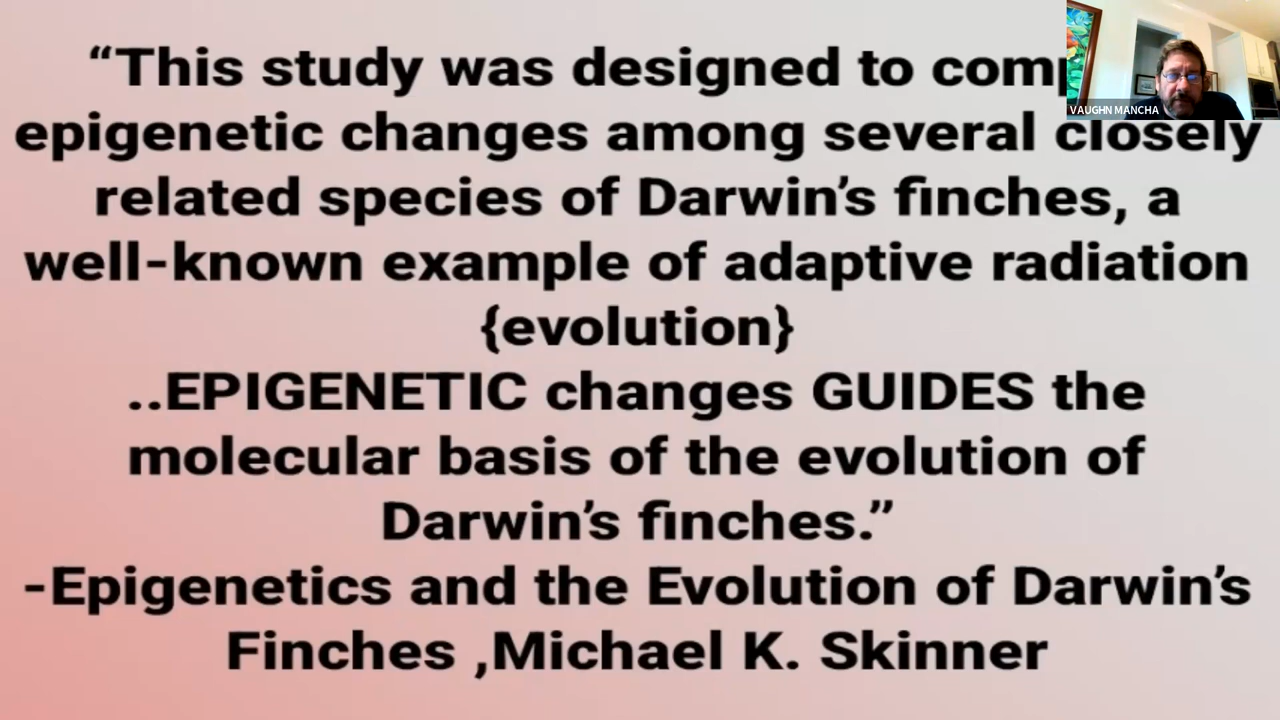 “This study was designed to
epigenetic changes among several closely
related species of Darwin’s finches, a
well-known example of adaptive radiation
{evolution}
..EPIGENETIC changes GUIDES the
molecular basis of the evolution of
Darwin’s finches.”
-Epigenetics and the Evolution of Darwin’s
Finches ,Michael K. Skinner
VAUGHN MANCHA